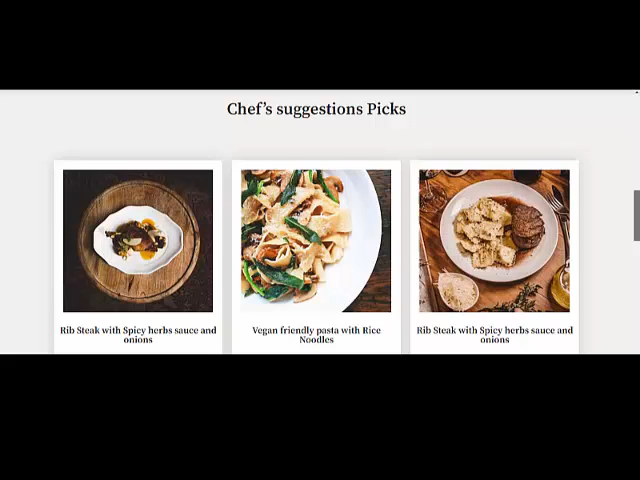 Chef’s suggestions Picks
Rib Steak with Spicy herbs sauce and
onions
Vegan friendly pasta with Rice
Noodles
Rib Steak with Spicy herbs sauce and
onions